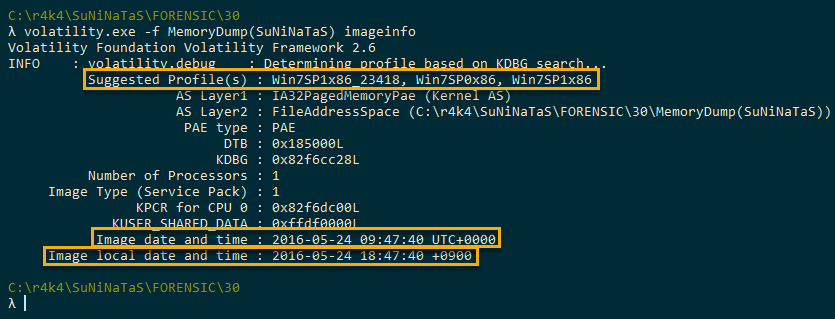 C:\r4k4\SuNiNaTaS\FORENSIC\30
λ volatility.exe -f MemoryDump(SuNiNaTaS) imageinfo
Volatility Foundation Volatility Framework 2.6
INFO    : volatility.debug    : Determining profile based on KDBG search...
Suggested Profile(s) : Win7SP1x86_23418, Win7SP0x86, Win7SP1x86
AS Layer1 : IA32PagedMemoryPae (Kernel AS)
AS Layer2 : FileAddressSpace (C:\r4k4\SuNiNaTaS\FORENSIC\30\MemoryDump(SuNiNaTaS))
PAE type : PAE
DTB : 0x185000L
KDBG : 0x82f6cc28L
Number of Processors : 1
Image Type (Service Pack) : 1
KPCR for CPU 0 : 0x82f6dc00L
KUSER_SHARED_DATA : 0xffdf0000L
Image date and time : 2016-05-24 09:47:40 UTC+0000
Image local date and time : 2016-05-24 18:47:40 +0900
C:\r4k4\SuNiNaTaS\FORENSIC\30
λ